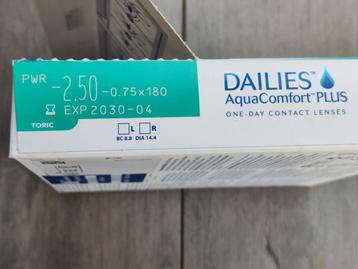 PWR -2.50 -0.75x180
EXP 2030-04
TORIC
L R
BC 8.8 DIA 14.4
DAILIES™
AquaComfort PLUS
ONE-DAY CONTACT LENSES